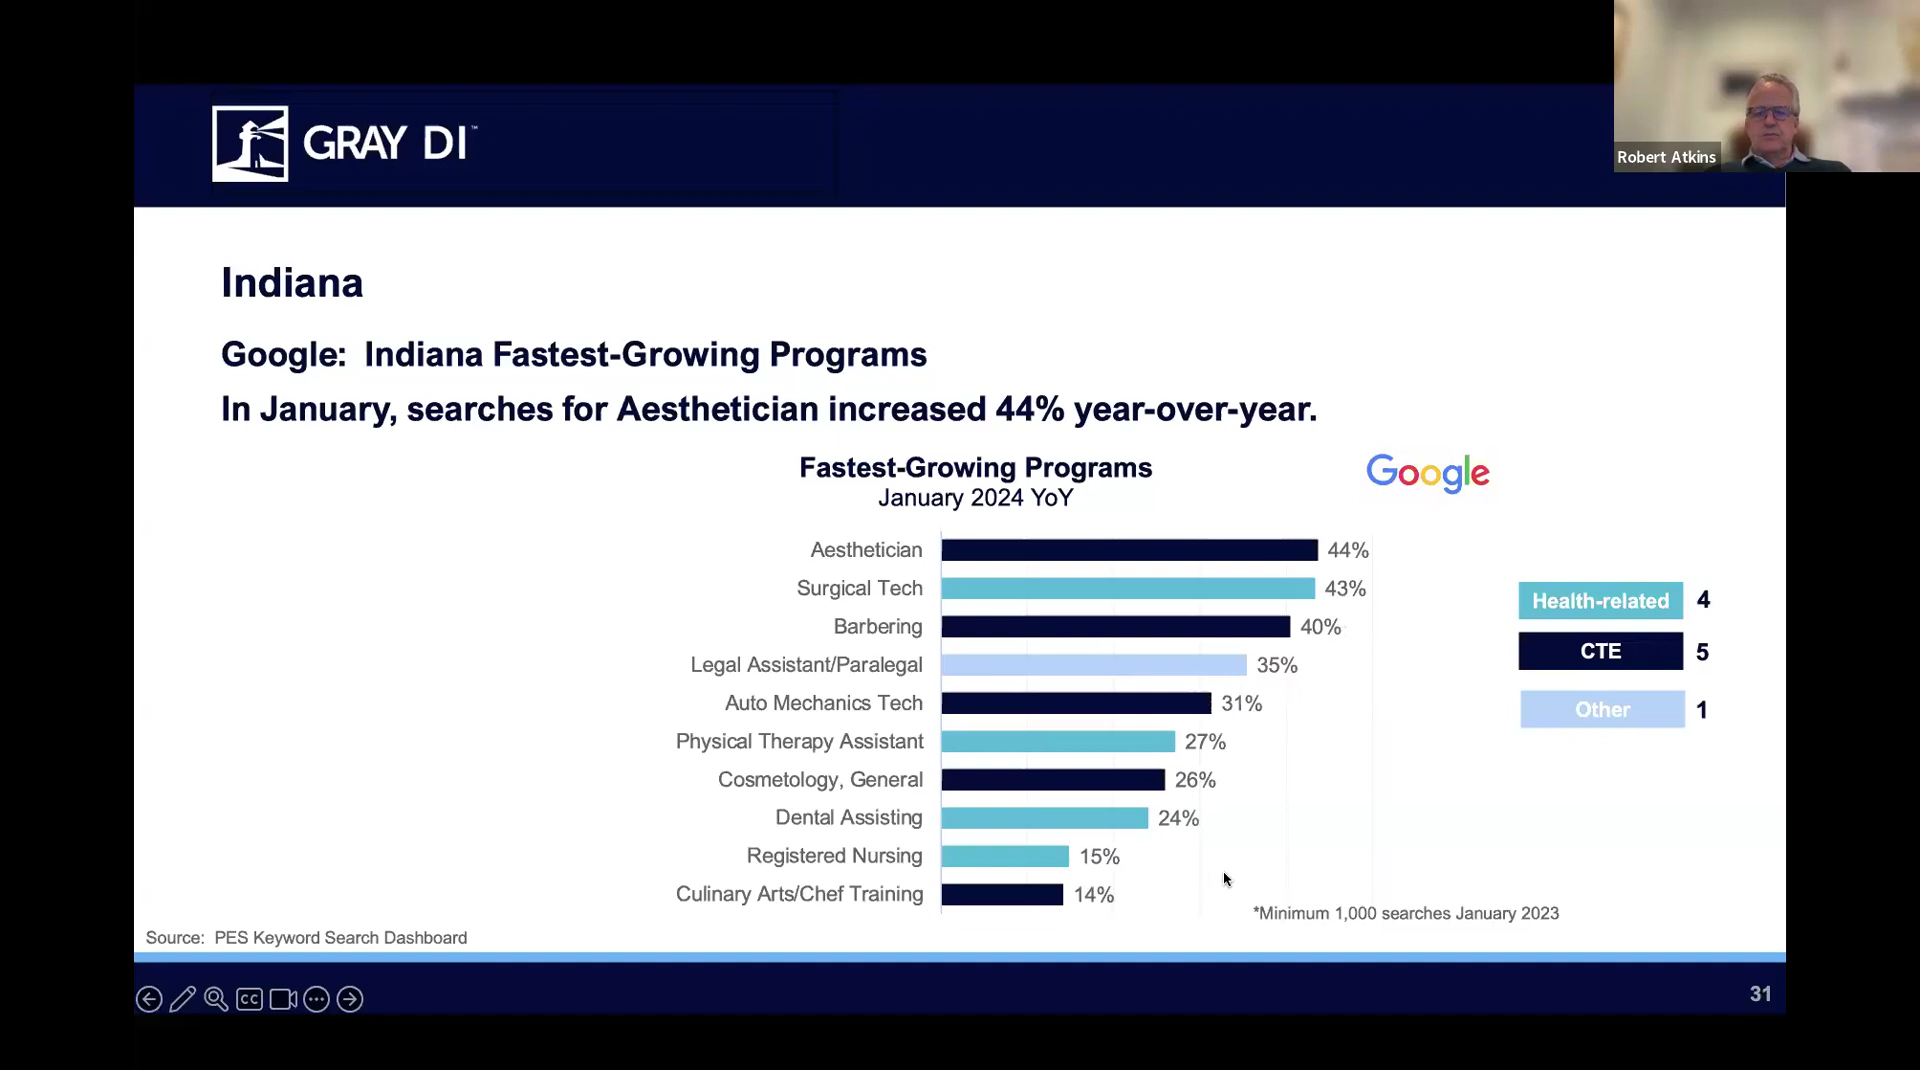 GRAY DI™
Robert Atkins
Indiana
Google: Indiana Fastest-Growing Programs
In January, searches for Aesthetician increased 44% year-over-year.
Fastest-Growing Programs
January 2024 YoY
Google
Aesthetician 44%
Surgical Tech 43%
Barbering 40%
Legal Assistant/Paralegal 35%
Auto Mechanics Tech 31%
Physical Therapy Assistant 27%
Cosmetology, General 26%
Dental Assisting 24%
Registered Nursing 15%
Culinary Arts/Chef Training 14%
Health-related 4
CTE 5
Other 1
*Minimum 1,000 searches January 2023
Source: PES Keyword Search Dashboard
CC
31